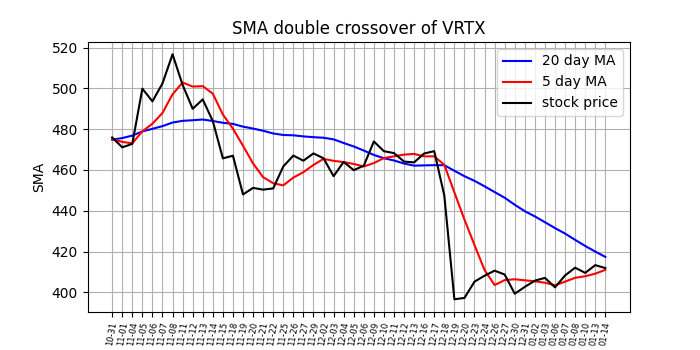 SMA double crossover of VRTX
520
500
480
460
440
420
400
SMA
20 day MA
5 day MA
stock price
10-31 11-01 11-04 11-05 11-06 11-07 11-08 11-11 11-12 11-13 11-14 11-15 11-18 11-19 11-20 11-21 11-22 11-25 11-26 11-27 11-29 12-02 12-03 12-04 12-05 12-06 12-09 12-10 12-11 12-12 12-13 12-16 12-17 12-18 12-19 12-20 12-23 12-24 12-26 12-27 12-30 12-31 01-02 01-03 01-06 01-07 01-08 01-10 01-13 01-14